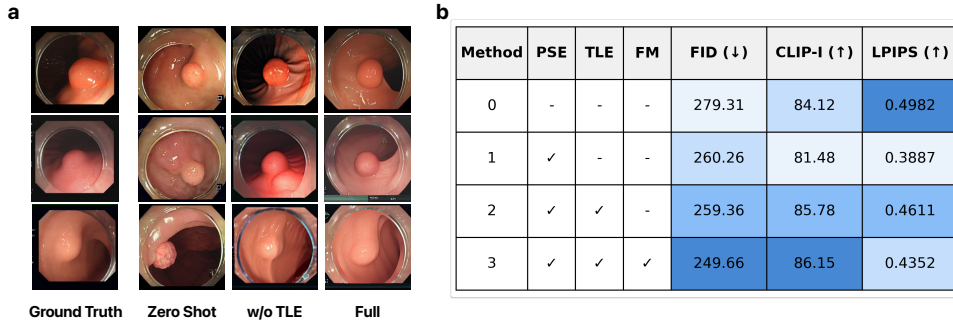 a
Ground Truth Zero Shot w/o TLE Full
b
Method PSE TLE FM FID (↓) CLIP-I (↑) LPIPS (↑)
0 - - - 279.31 84.12 0.4982
1 ✓ - - 260.26 81.48 0.3887
2 ✓ ✓ - 259.36 85.78 0.4611
3 ✓ ✓ ✓ 249.66 86.15 0.4352